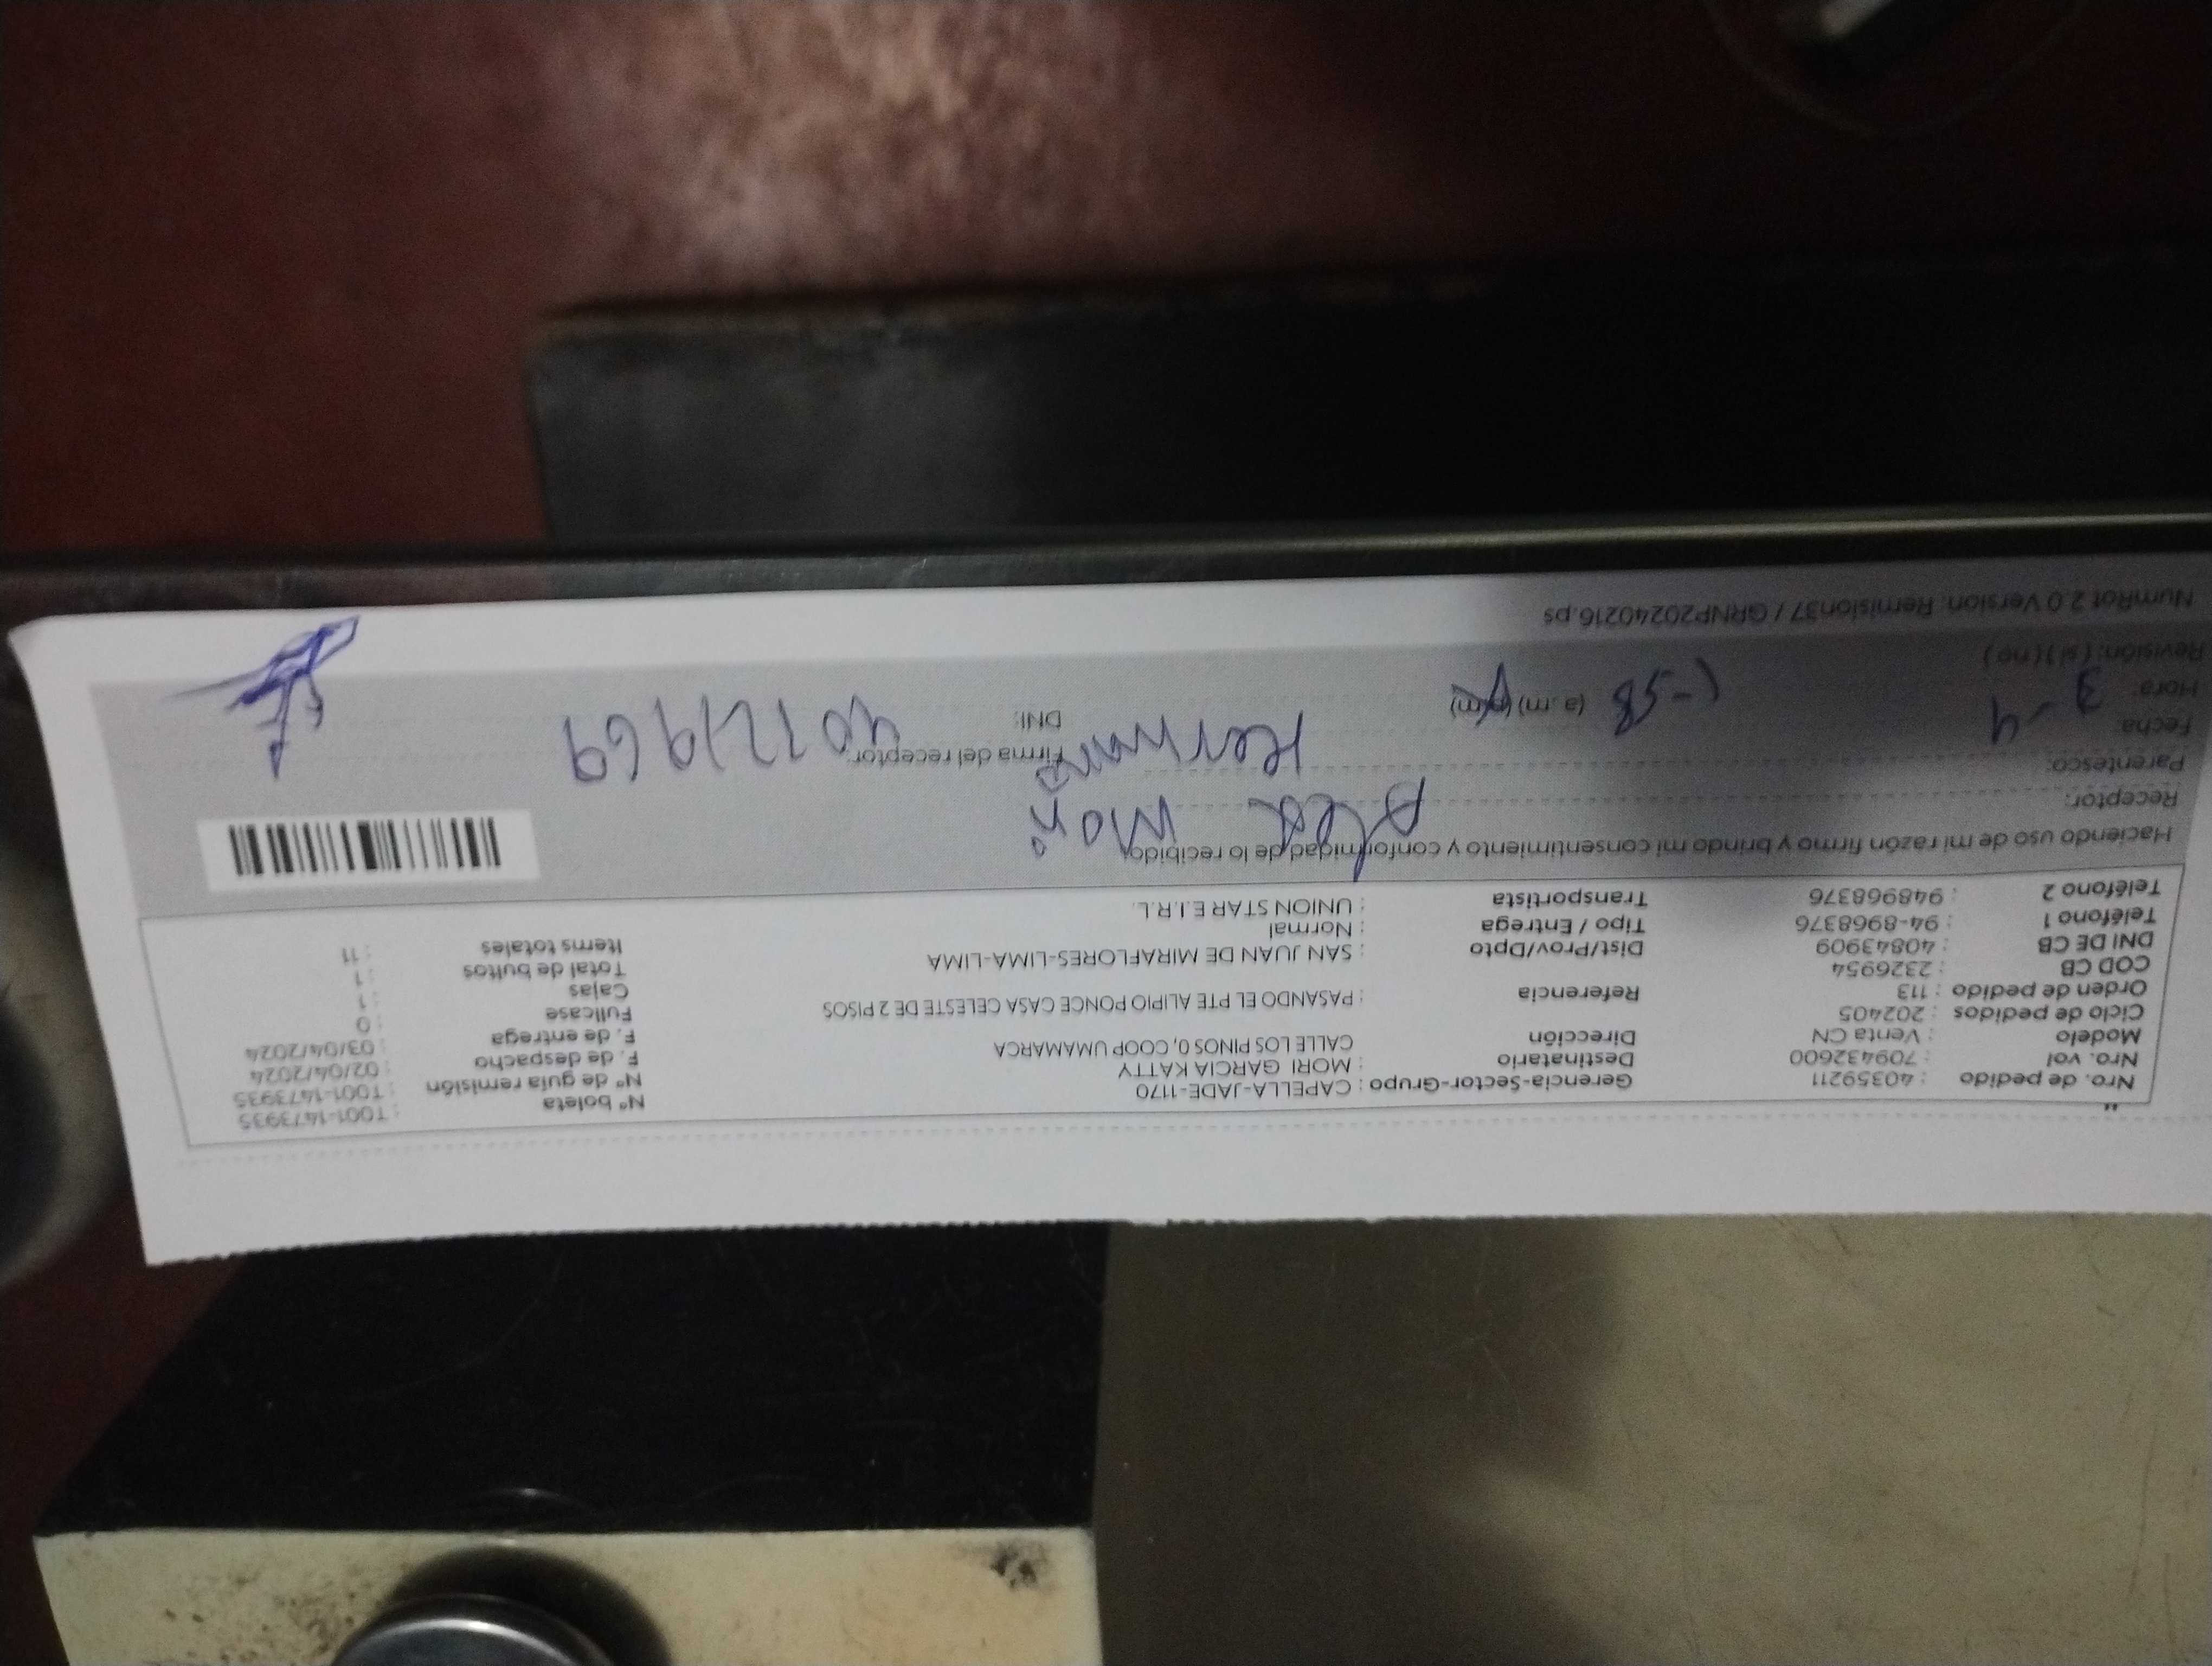 Nro. de pedido : 40359211 Gerencia-Sector-Grupo : CAPELLA-JADE-1170 Nº boleta : T001-1473935
Nro. vol : 709432600 Destinatario : MORI GARCIA KATTY Nº de guía remisión : T001-1473935
Modelo : Venta CN Dirección CALLE LOS PINOS 0, COOP UMAMARCA F. de despacho : 02/04/2024
Ciclo de pedidos : 202405 F. de entrega : 03/04/2024
Orden de pedido : 113 Referencia : PASANDO EL PTE ALIPIO PONCE CASA CELESTE DE 2 PISOS Fullcase : 0
COD CB : 2326954 Cajas : 1
DNI DE CB : 40843909 Dist/Prov/Dpto : SAN JUAN DE MIRAFLORES-LIMA-LIMA Total de bultos : 1
Teléfono 1 : 94-8968376 Tipo / Entrega : Normal Items totales : 11
Teléfono 2 : 948968376 Transportista : UNION STAR E.I.R.L.
Haciendo uso de mi razón firmo y brindo mi consentimiento y conformidad de lo recibido
Receptor: Alex Mori
Parentesco: Hermano Firma del receptor:
Fecha: 3-4 DNI: 40721969
Hora: 1-58 (a.m) (p.m)
Revisión: (si) (no)
NumRot 2.0 Version: Remision37 / GRNP20240216.ps